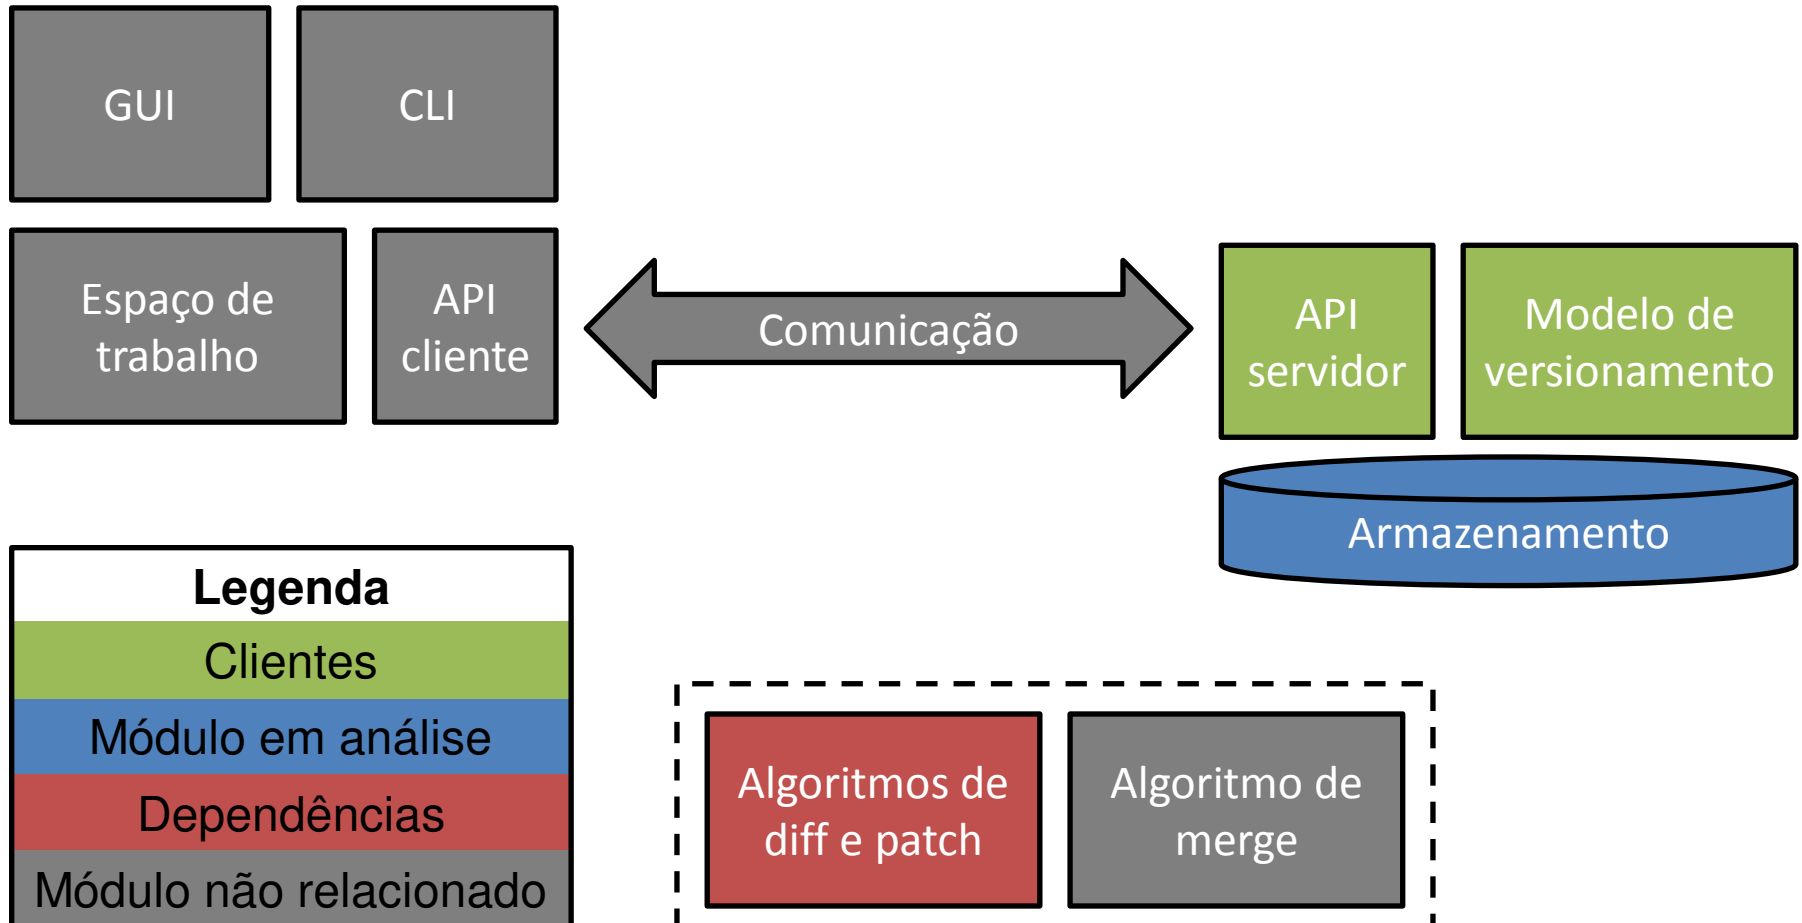 GUI
CLI
Espaço de
trabalho
API
cliente
Comunicação
API
servidor
Modelo de
versionamento
Armazenamento
Legenda
Clientes
Módulo em análise
Dependências
Módulo não relacionado
Algoritmos de
diff e patch
Algoritmo de
merge